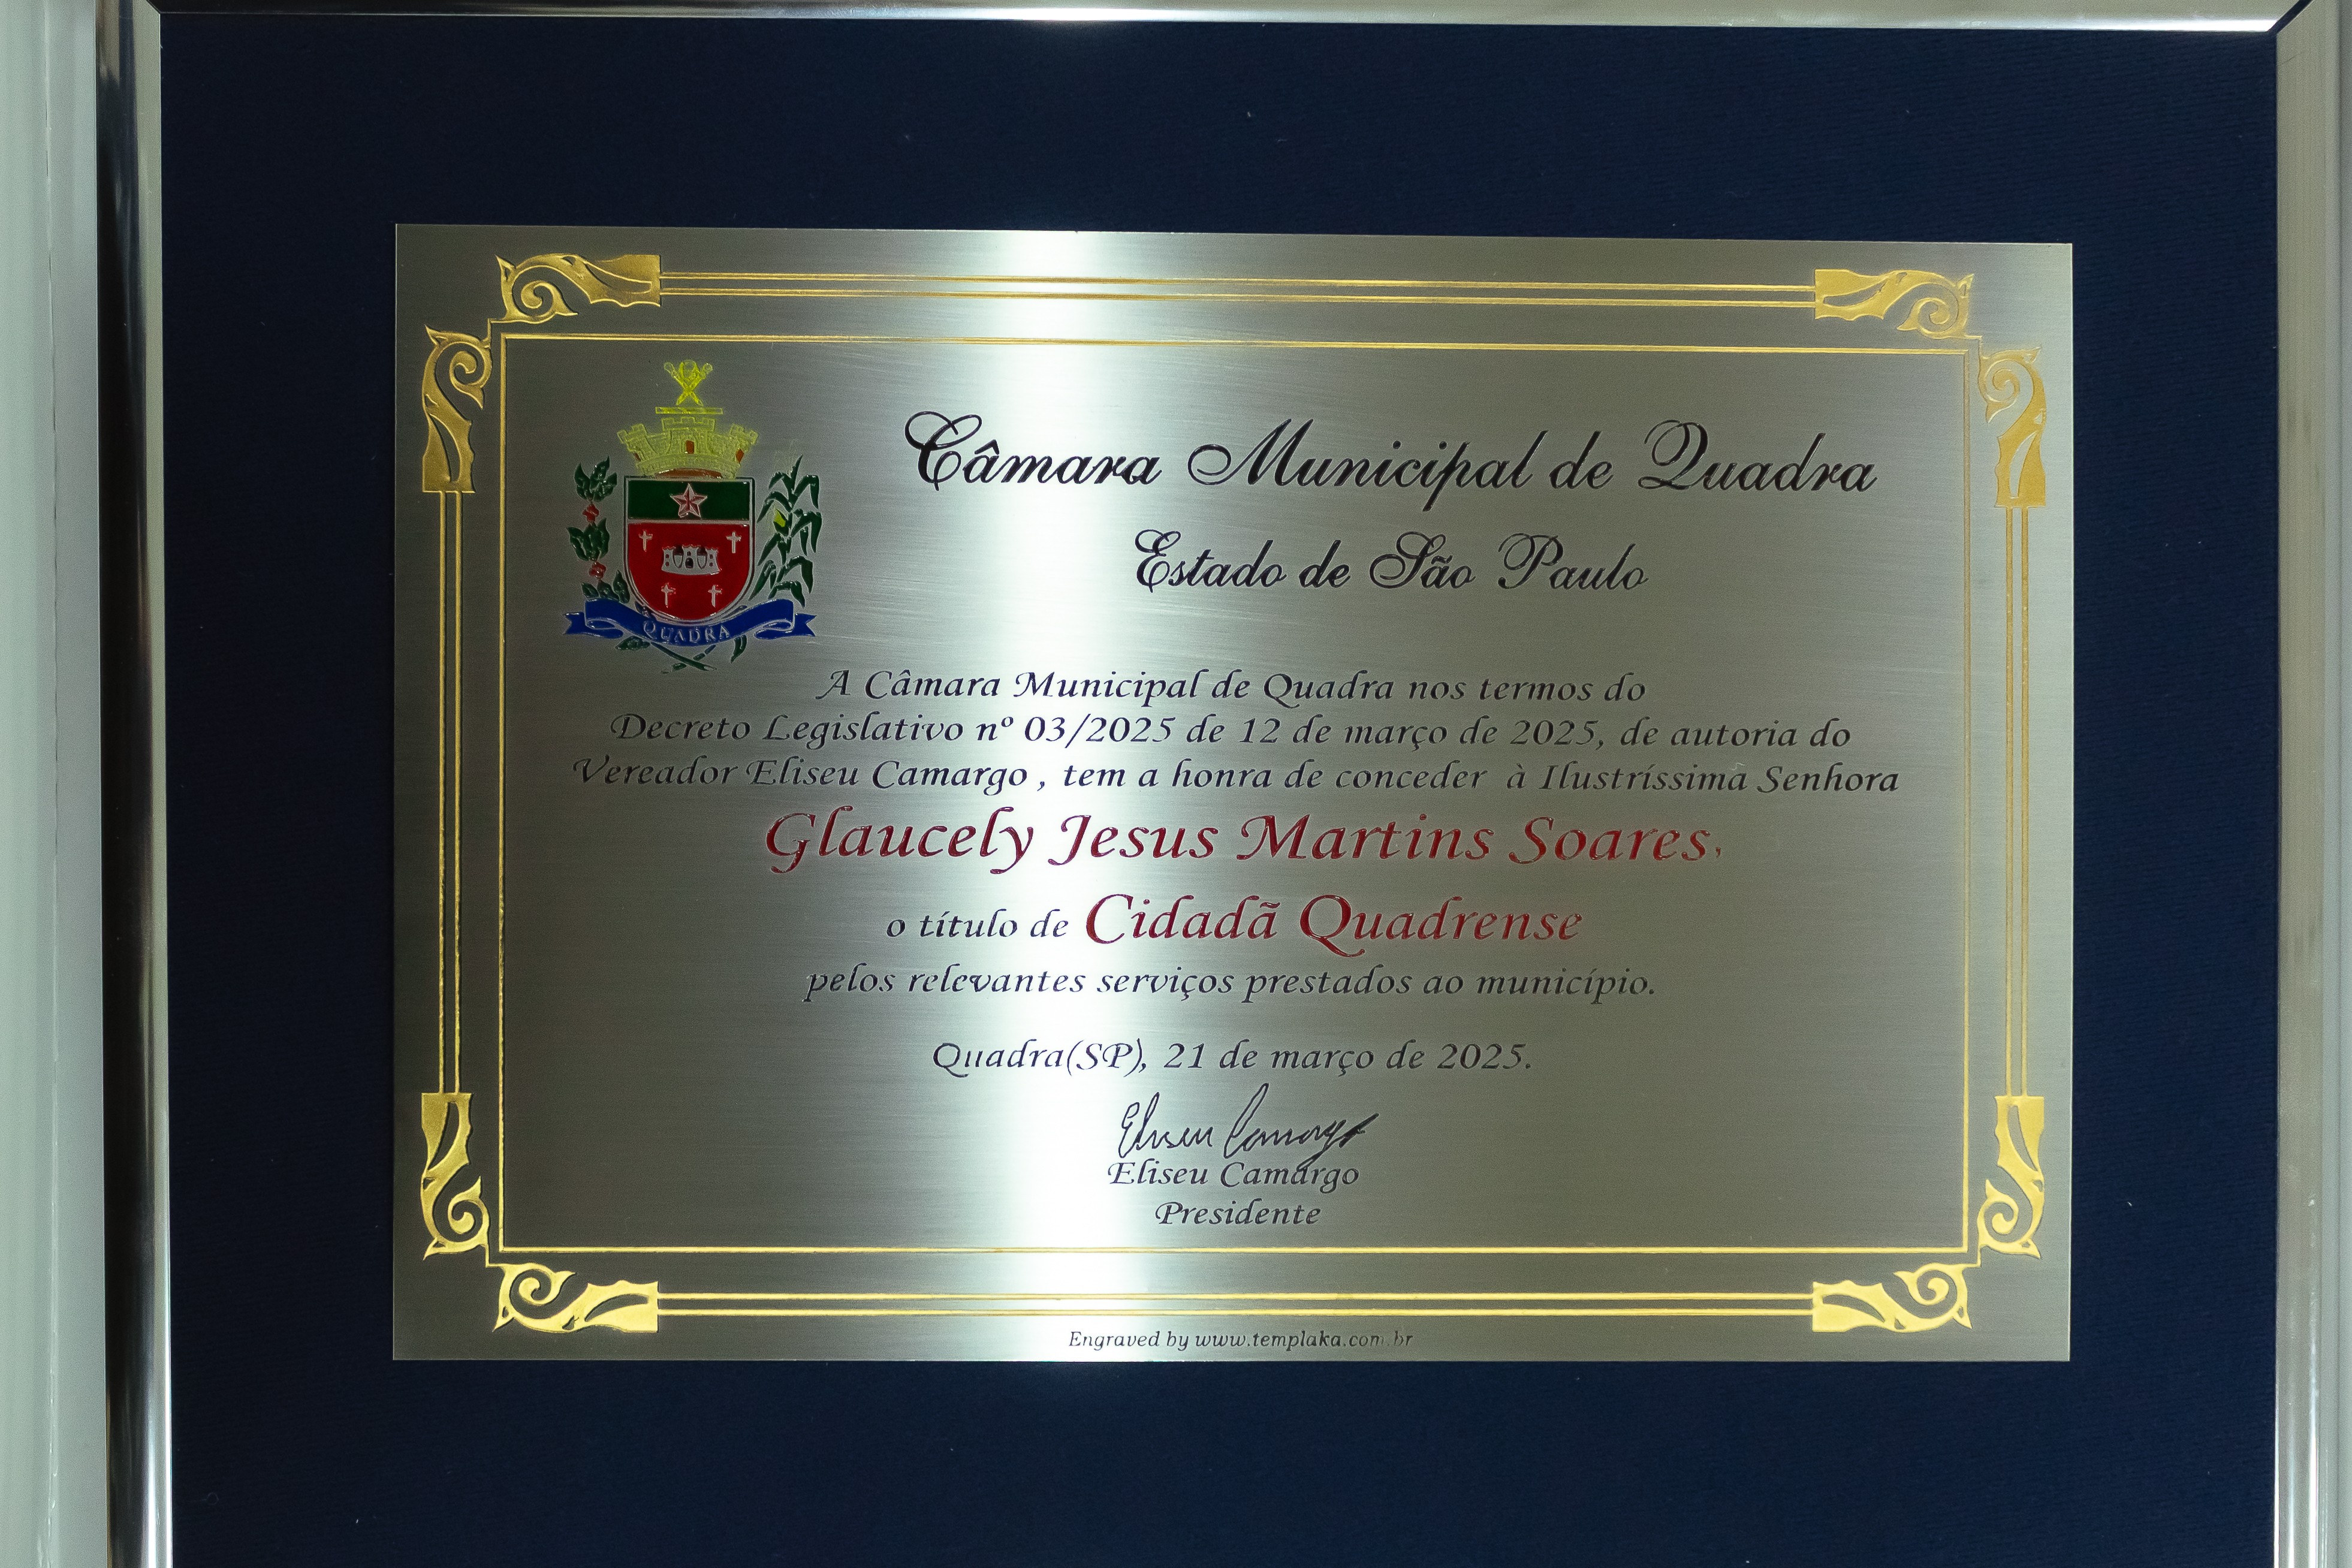 Câmara Municipal de Quadra
Estado de São Paulo
QUADRA
A Câmara Municipal de Quadra nos termos do
Decreto Legislativo nº 03/2025 de 12 de março de 2025, de autoria do
Vereador Eliseu Camargo , tem a honra de conceder à Ilustríssima Senhora
Glaucely Jesus Martins Soares,
o título de Cidadã Quadrense
pelos relevantes serviços prestados ao município.
Quadra(SP), 21 de março de 2025.
Eliseu Camargo
Eliseu Camargo
Presidente
Engraved by www.templaka.com.br